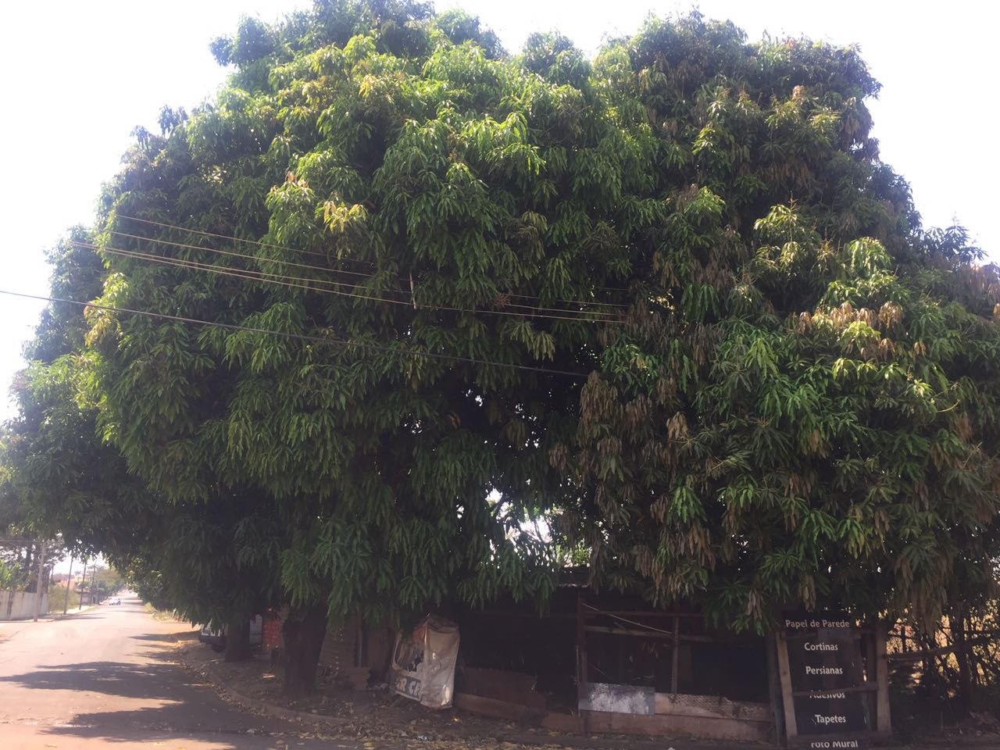 Papel de Parede
Cortinas
Persianas
Adesivos
Tapetes
Foto Mural